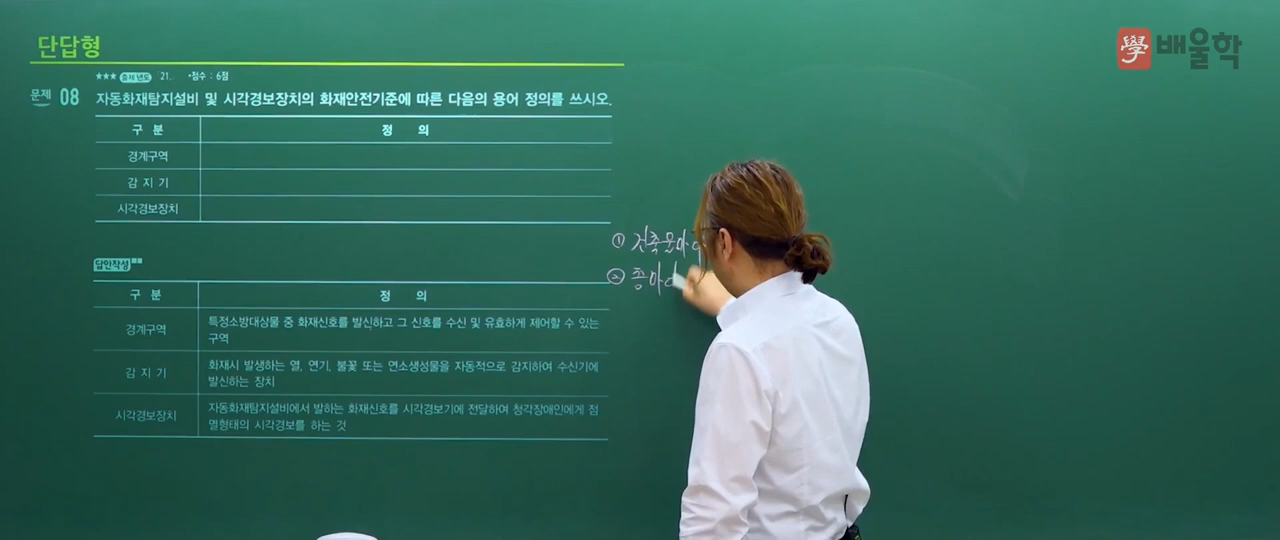 단답형
學 배울학
★★★ 출제년도 21. •점수 : 6점
문제 08 자동화재탐지설비 및 시각경보장치의 화재안전기준에 따른 다음의 용어 정의를 쓰시오.
구 분 정 의
경계구역
감 지 기
시각경보장치
답안작성
구 분 정 의
경계구역 특정소방대상물 중 화재신호를 발신하고 그 신호를 수신 및 유효하게 제어할 수 있는
구역
감 지 기 화재시 발생하는 열, 연기, 불꽃 또는 연소생성물을 자동적으로 감지하여 수신기에
발신하는 장치
시각경보장치 자동화재탐지설비에서 발하는 화재신호를 시각경보기에 전달하여 청각장애인에게 점
멸형태의 시각경보를 하는 것
①
②